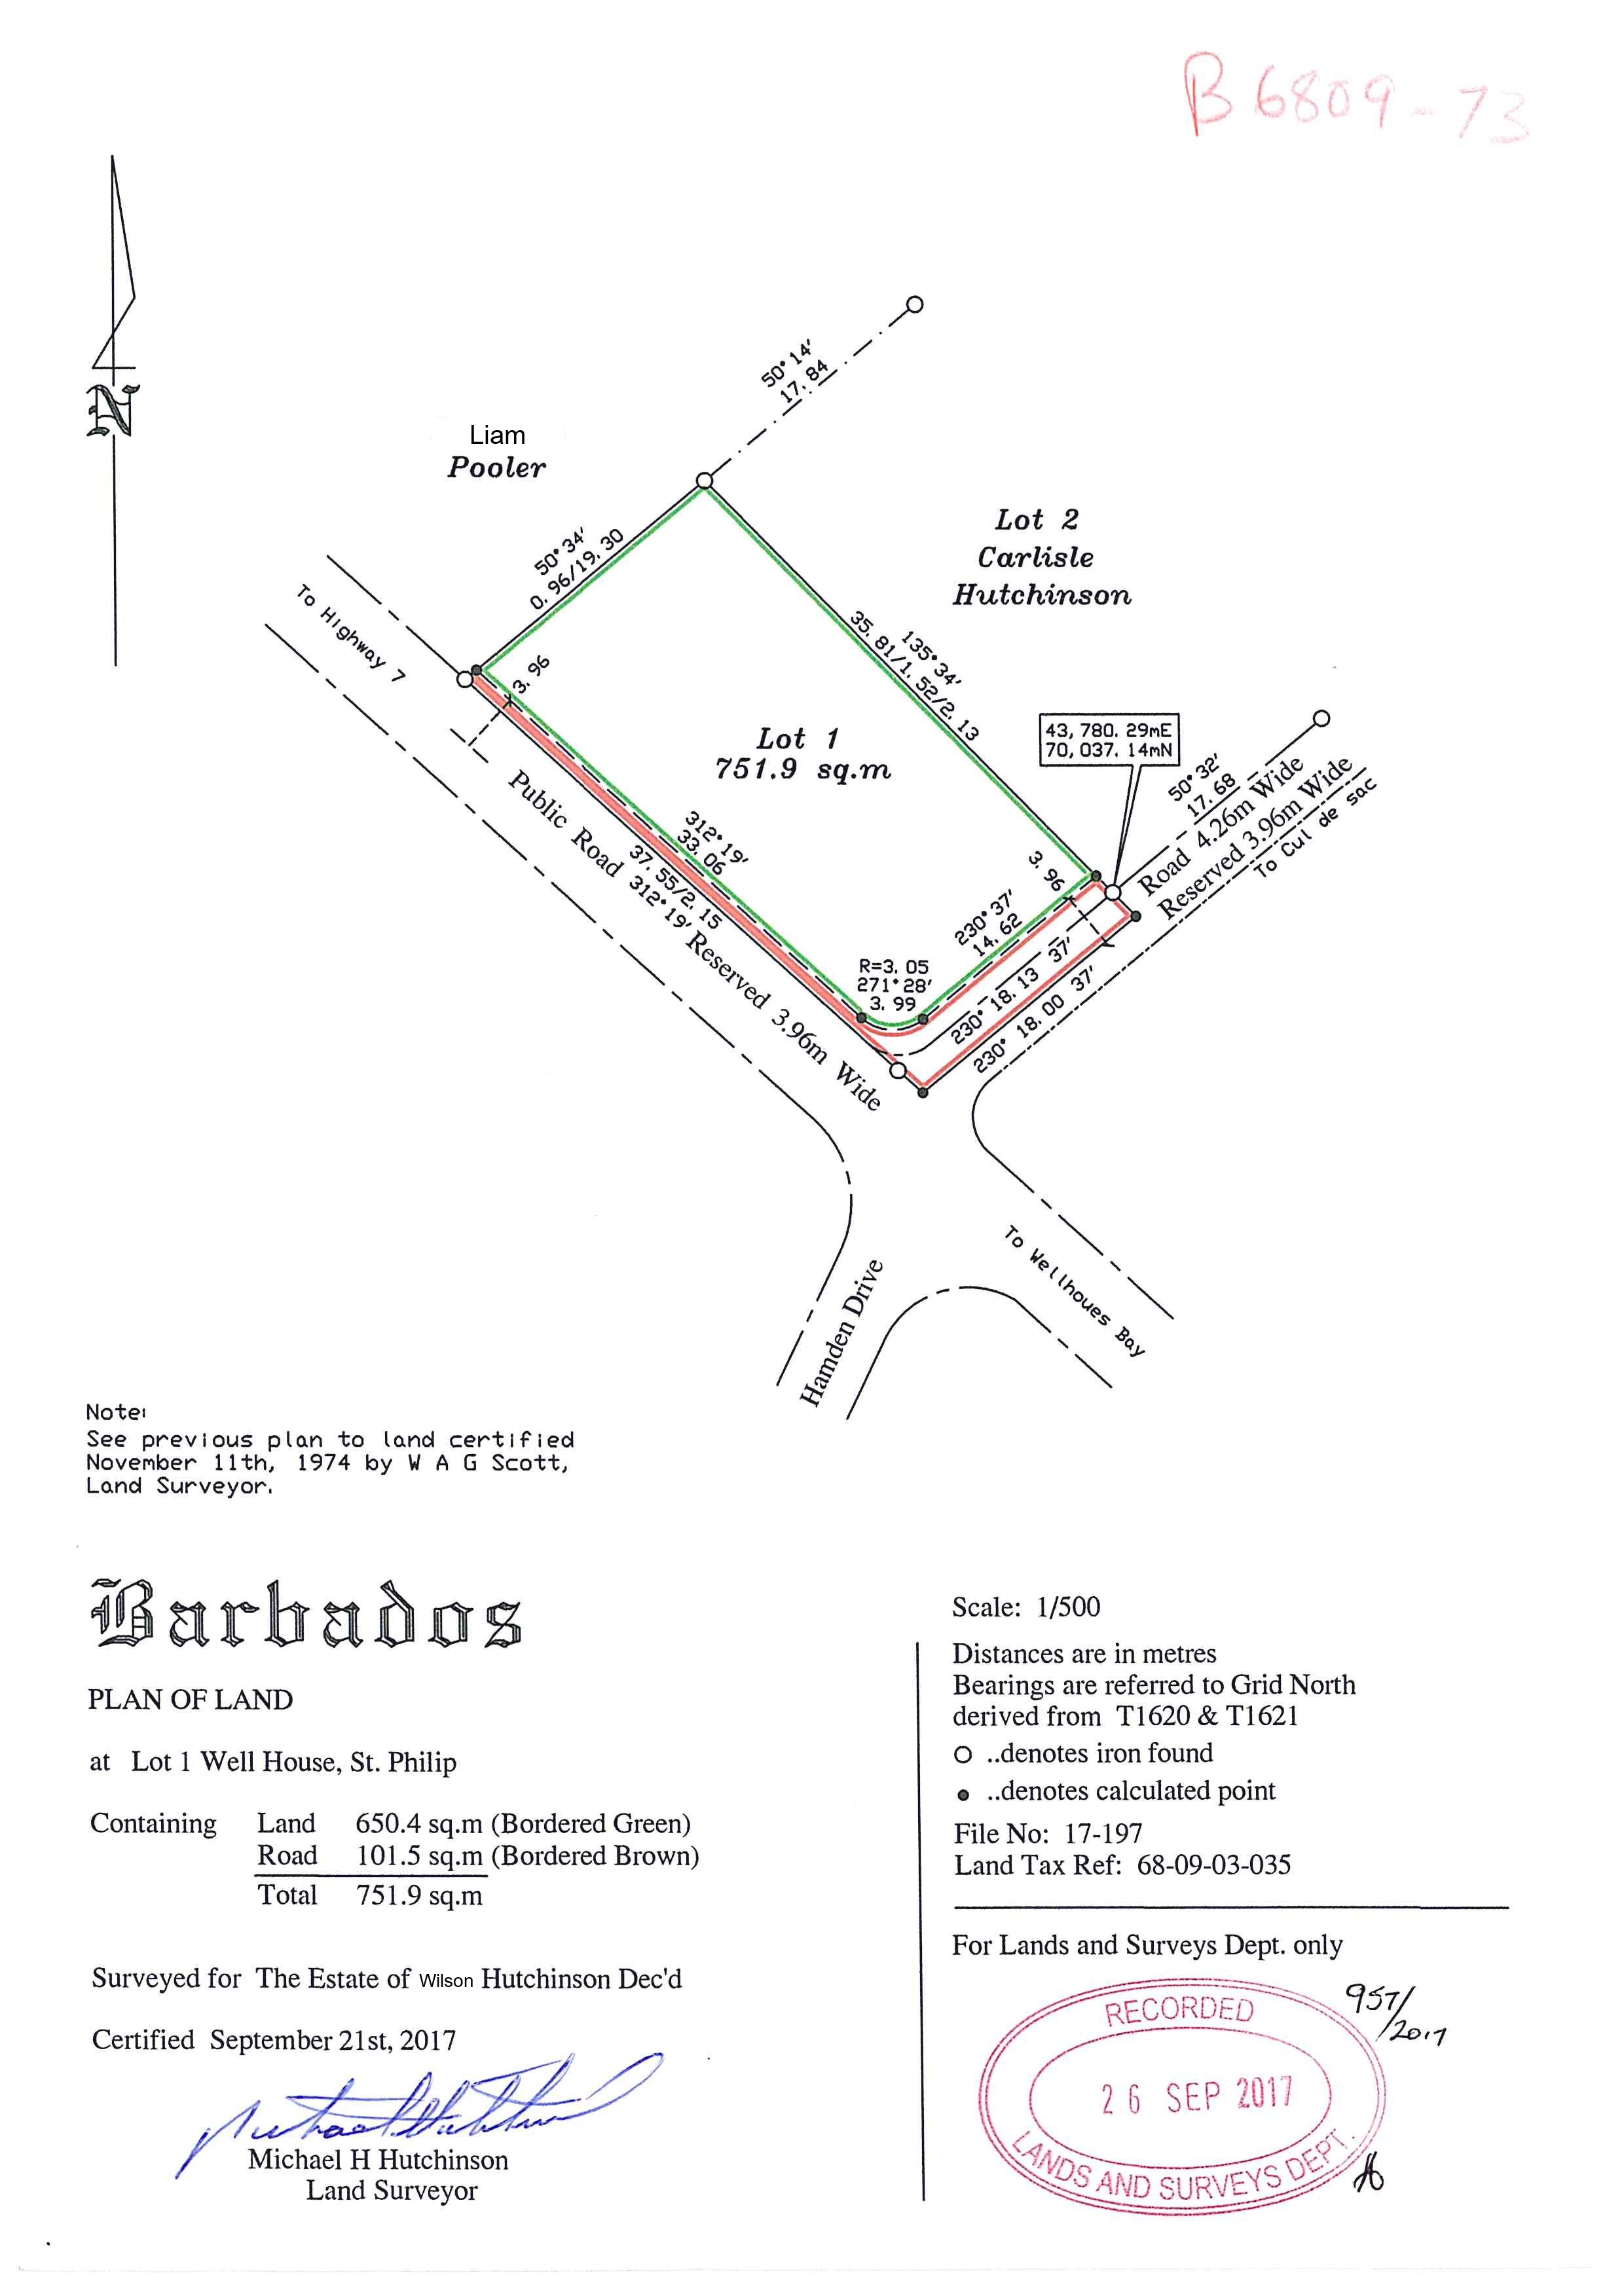 B 6809-73
N
50°14'
17.84
Liam
Pooler
Lot 2
Carlisle
Hutchinson
50°34'
0.96/19.30
To Highway 7
3.96
135°34'
35.81/1.52/2.13
Lot 1
751.9 sq.m
43,780.29mE
70,037.14mN
50°32'
17.68
Road 4.26m Wide
Reserved 3.96m Wide
To Cul de sac
312°19'
33.06
37.55/2.15
Public Road 312°19' Reserved 3.96m Wide
3.96
230°37'
14.62
R=3.05
271°28'
3.99
230° 18.13 37'
230° 18.00 37'
To Wellhoues Bay
Hamden Drive
Note:
See previous plan to land certified
November 11th, 1974 by W A G Scott,
Land Surveyor.
Barbados
PLAN OF LAND
at Lot 1 Well House, St. Philip
Containing Land 650.4 sq.m (Bordered Green)
Road 101.5 sq.m (Bordered Brown)
Total 751.9 sq.m
Surveyed for The Estate of Wilson Hutchinson Dec'd
Certified September 21st, 2017
Michael H Hutchinson
Land Surveyor
Scale: 1/500
Distances are in metres
Bearings are referred to Grid North
derived from T1620 & T1621
..denotes iron found
..denotes calculated point
File No: 17-197
Land Tax Ref: 68-09-03-035
For Lands and Surveys Dept. only
957/2017
RECORDED
26 SEP 2017
LANDS AND SURVEYS DEPT.